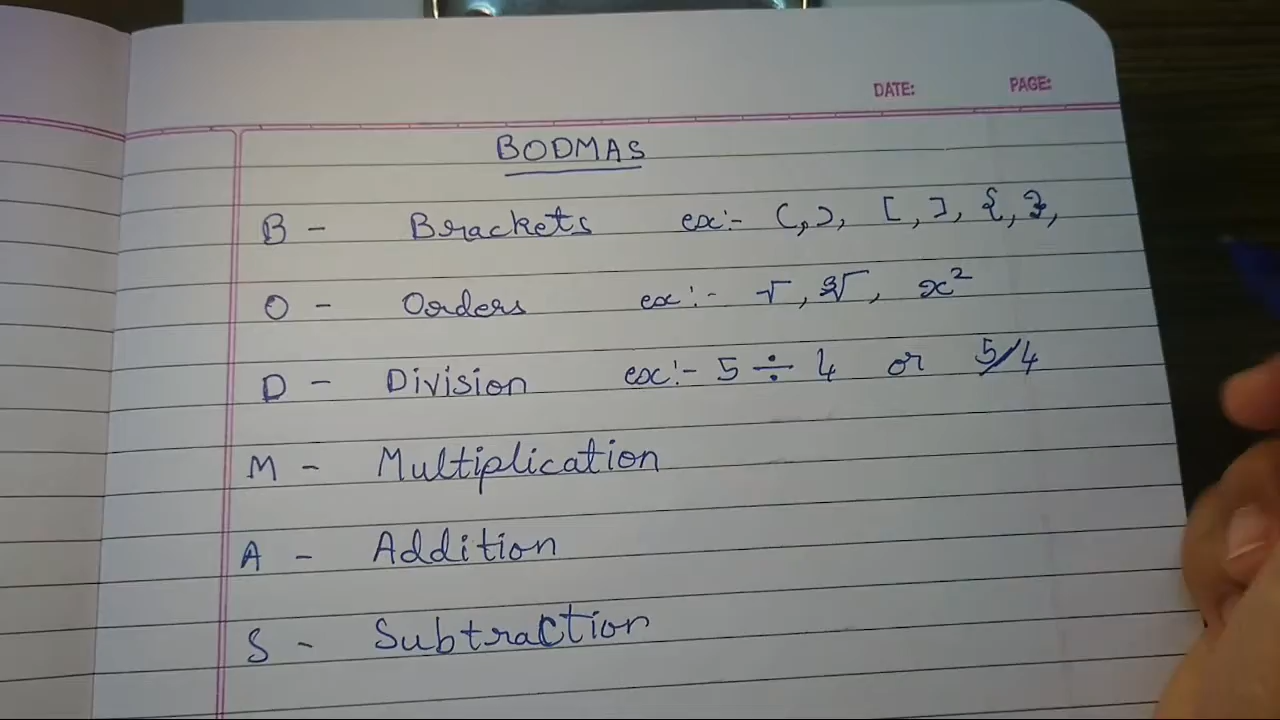 DATE: PAGE:
BODMAS
B - Brackets ex:- (,), [,], {,},
O - Orders ex:- √, ∛, x²
D - Division ex:- 5 ÷ 4 or 5/4
M - Multiplication
A - Addition
S - Subtraction